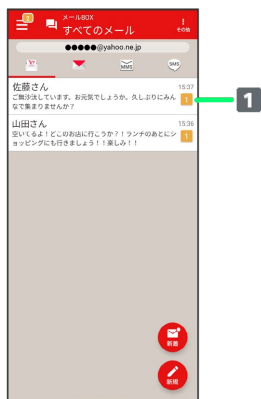 2
メールBOX
すべてのメール
その他
●●●●●@yahoo.ne.jp
Y!
MMS
SMS
佐藤さん
15:37
ご無沙汰しています。お元気でしょうか。久しぶりにみん
なで集まりませんか?
1
1
山田さん
15:36
空いてるよ!どこのお店に行こうか?!ランチのあとにシ
ョッピングにも行きましょう!!楽しみ!!
1
新着
新規